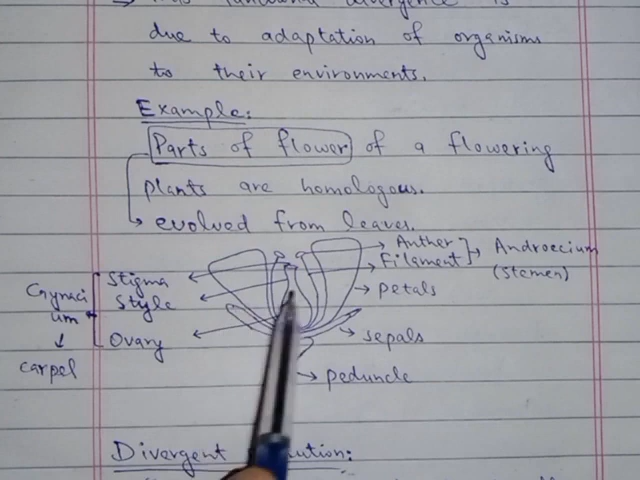 due to adaptation of organisms
to their environments.
Example:
Parts of flower of a flowering
plants are homologous.
evolved from leaves.
Anther
Filament
Androecium
(Stemen)
Stigma
Style
Ovary
Gynaci
um
carpel
petals
sepals
peduncle
Divergent